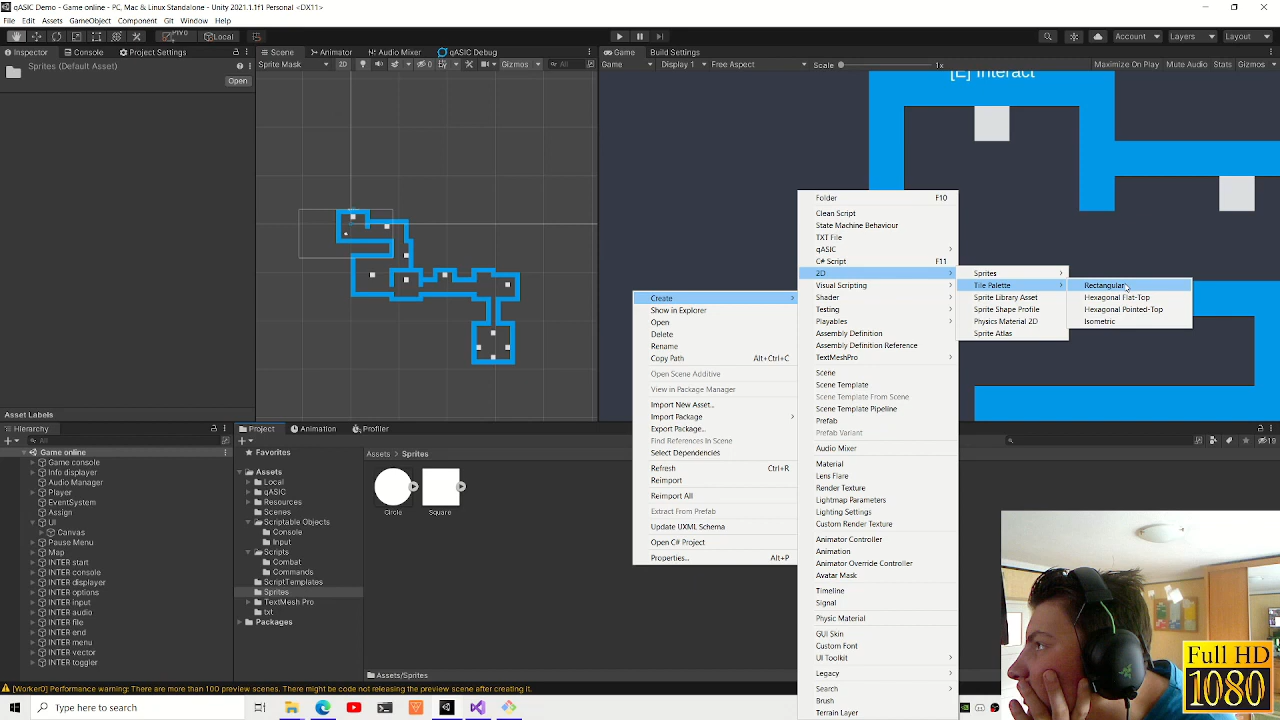 qASIC Demo - Game online - PC, Mac & Linux Standalone - Unity 2021.1.1f1 Personal <DX11>
File Edit Assets GameObject Component Git Window Help
Local Account Layers Layout
Inspector Console Project Settings
Sprites (Default Asset)
Open
Asset Labels
Scene Animator Audio Mixer qASIC Debug
Sprite Mask 2D 0 Gizmos All
Game Build Settings
Game Display 1 Free Aspect Scale 1x Maximize On Play Mute Audio Stats Gizmos
[E] Interact
Create
Show in Explorer
Open
Delete
Rename
Copy Path Alt+Ctrl+C
Open Scene Additive
View in Package Manager
Import New Asset...
Import Package
Export Package...
Find References In Scene
Select Dependencies
Refresh Ctrl+R
Reimport
Reimport All
Extract From Prefab
Update UXML Schema
Open C# Project
Properties... Alt+P
Folder F10
Clean Script
State Machine Behaviour
TXT File
qASIC
C# Script F11
2D
Visual Scripting
Shader
Testing
Playables
Assembly Definition
Assembly Definition Reference
TextMeshPro
Scene
Scene Template
Scene Template From Scene
Scene Template Pipeline
Prefab
Prefab Variant
Audio Mixer
Material
Lens Flare
Render Texture
Lightmap Parameters
Lighting Settings
Custom Render Texture
Animator Controller
Animation
Animator Override Controller
Avatar Mask
Timeline
Signal
Physic Material
GUI Skin
Custom Font
UI Toolkit
Legacy
Search
Brush
Terrain Layer
Sprites
Tile Palette
Sprite Library Asset
Sprite Shape Profile
Physics Material 2D
Sprite Atlas
Rectangular
Hexagonal Flat-Top
Hexagonal Pointed-Top
Isometric
Hierarchy
All
Game online
Game console
Info displayer
Audio Manager
Player
EventSystem
Assign
UI
Canvas
Pause Menu
Map
INTER start
INTER console
INTER displayer
INTER options
INTER input
INTER audio
INTER file
INTER end
INTER menu
INTER vector
INTER toggler
Project Animation Profiler
Favorites
Assets
Local
qASIC
Resources
Scenes
Scriptable Objects
Console
Input
Scripts
Combat
Commands
ScriptTemplates
Sprites
TextMesh Pro
txt
Packages
Assets > Sprites
Circle Square
Assets/Sprites
[Worker0] Performance warning: There are more than 100 preview scenes. There might be code not releasing the preview scene after creating it.
Type here to search
Full HD
1080